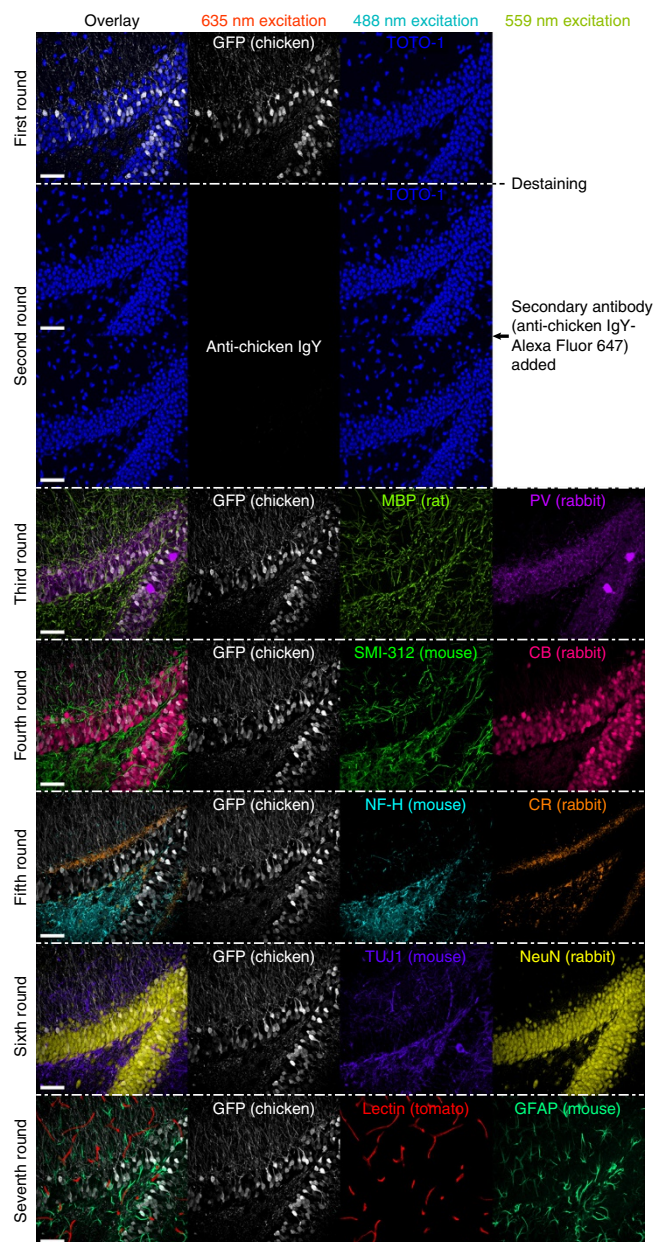 Overlay 635 nm excitation 488 nm excitation 559 nm excitation
First round
GFP (chicken) TOTO-1
Destaining
Second round
TOTO-1
Anti-chicken IgY
Secondary antibody
(anti-chicken IgY-
Alexa Fluor 647)
added
Third round
GFP (chicken) MBP (rat) PV (rabbit)
Fourth round
GFP (chicken) SMI-312 (mouse) CB (rabbit)
Fifth round
GFP (chicken) NF-H (mouse) CR (rabbit)
Sixth round
GFP (chicken) TUJ1 (mouse) NeuN (rabbit)
Seventh round
GFP (chicken) Lectin (tomato) GFAP (mouse)